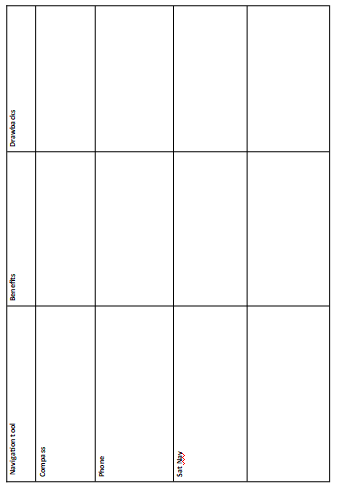 Navigation tool
Benefits
Drawbacks
Compass
Phone
Sat Nav